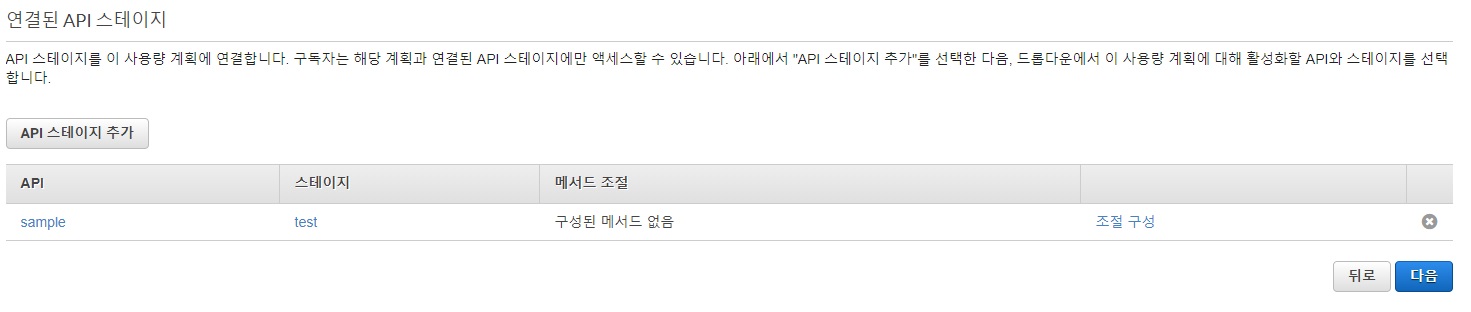 연결된 API 스테이지
API 스테이지를 이 사용량 계획에 연결합니다. 구독자는 해당 계획과 연결된 API 스테이지에만 액세스할 수 있습니다. 아래에서 "API 스테이지 추가"를 선택한 다음, 드롭다운에서 이 사용량 계획에 대해 활성화할 API와 스테이지를 선택
합니다.
API 스테이지 추가
API 스테이지 메서드 조절
sample test 구성된 메서드 없음 조절 구성
뒤로 다음